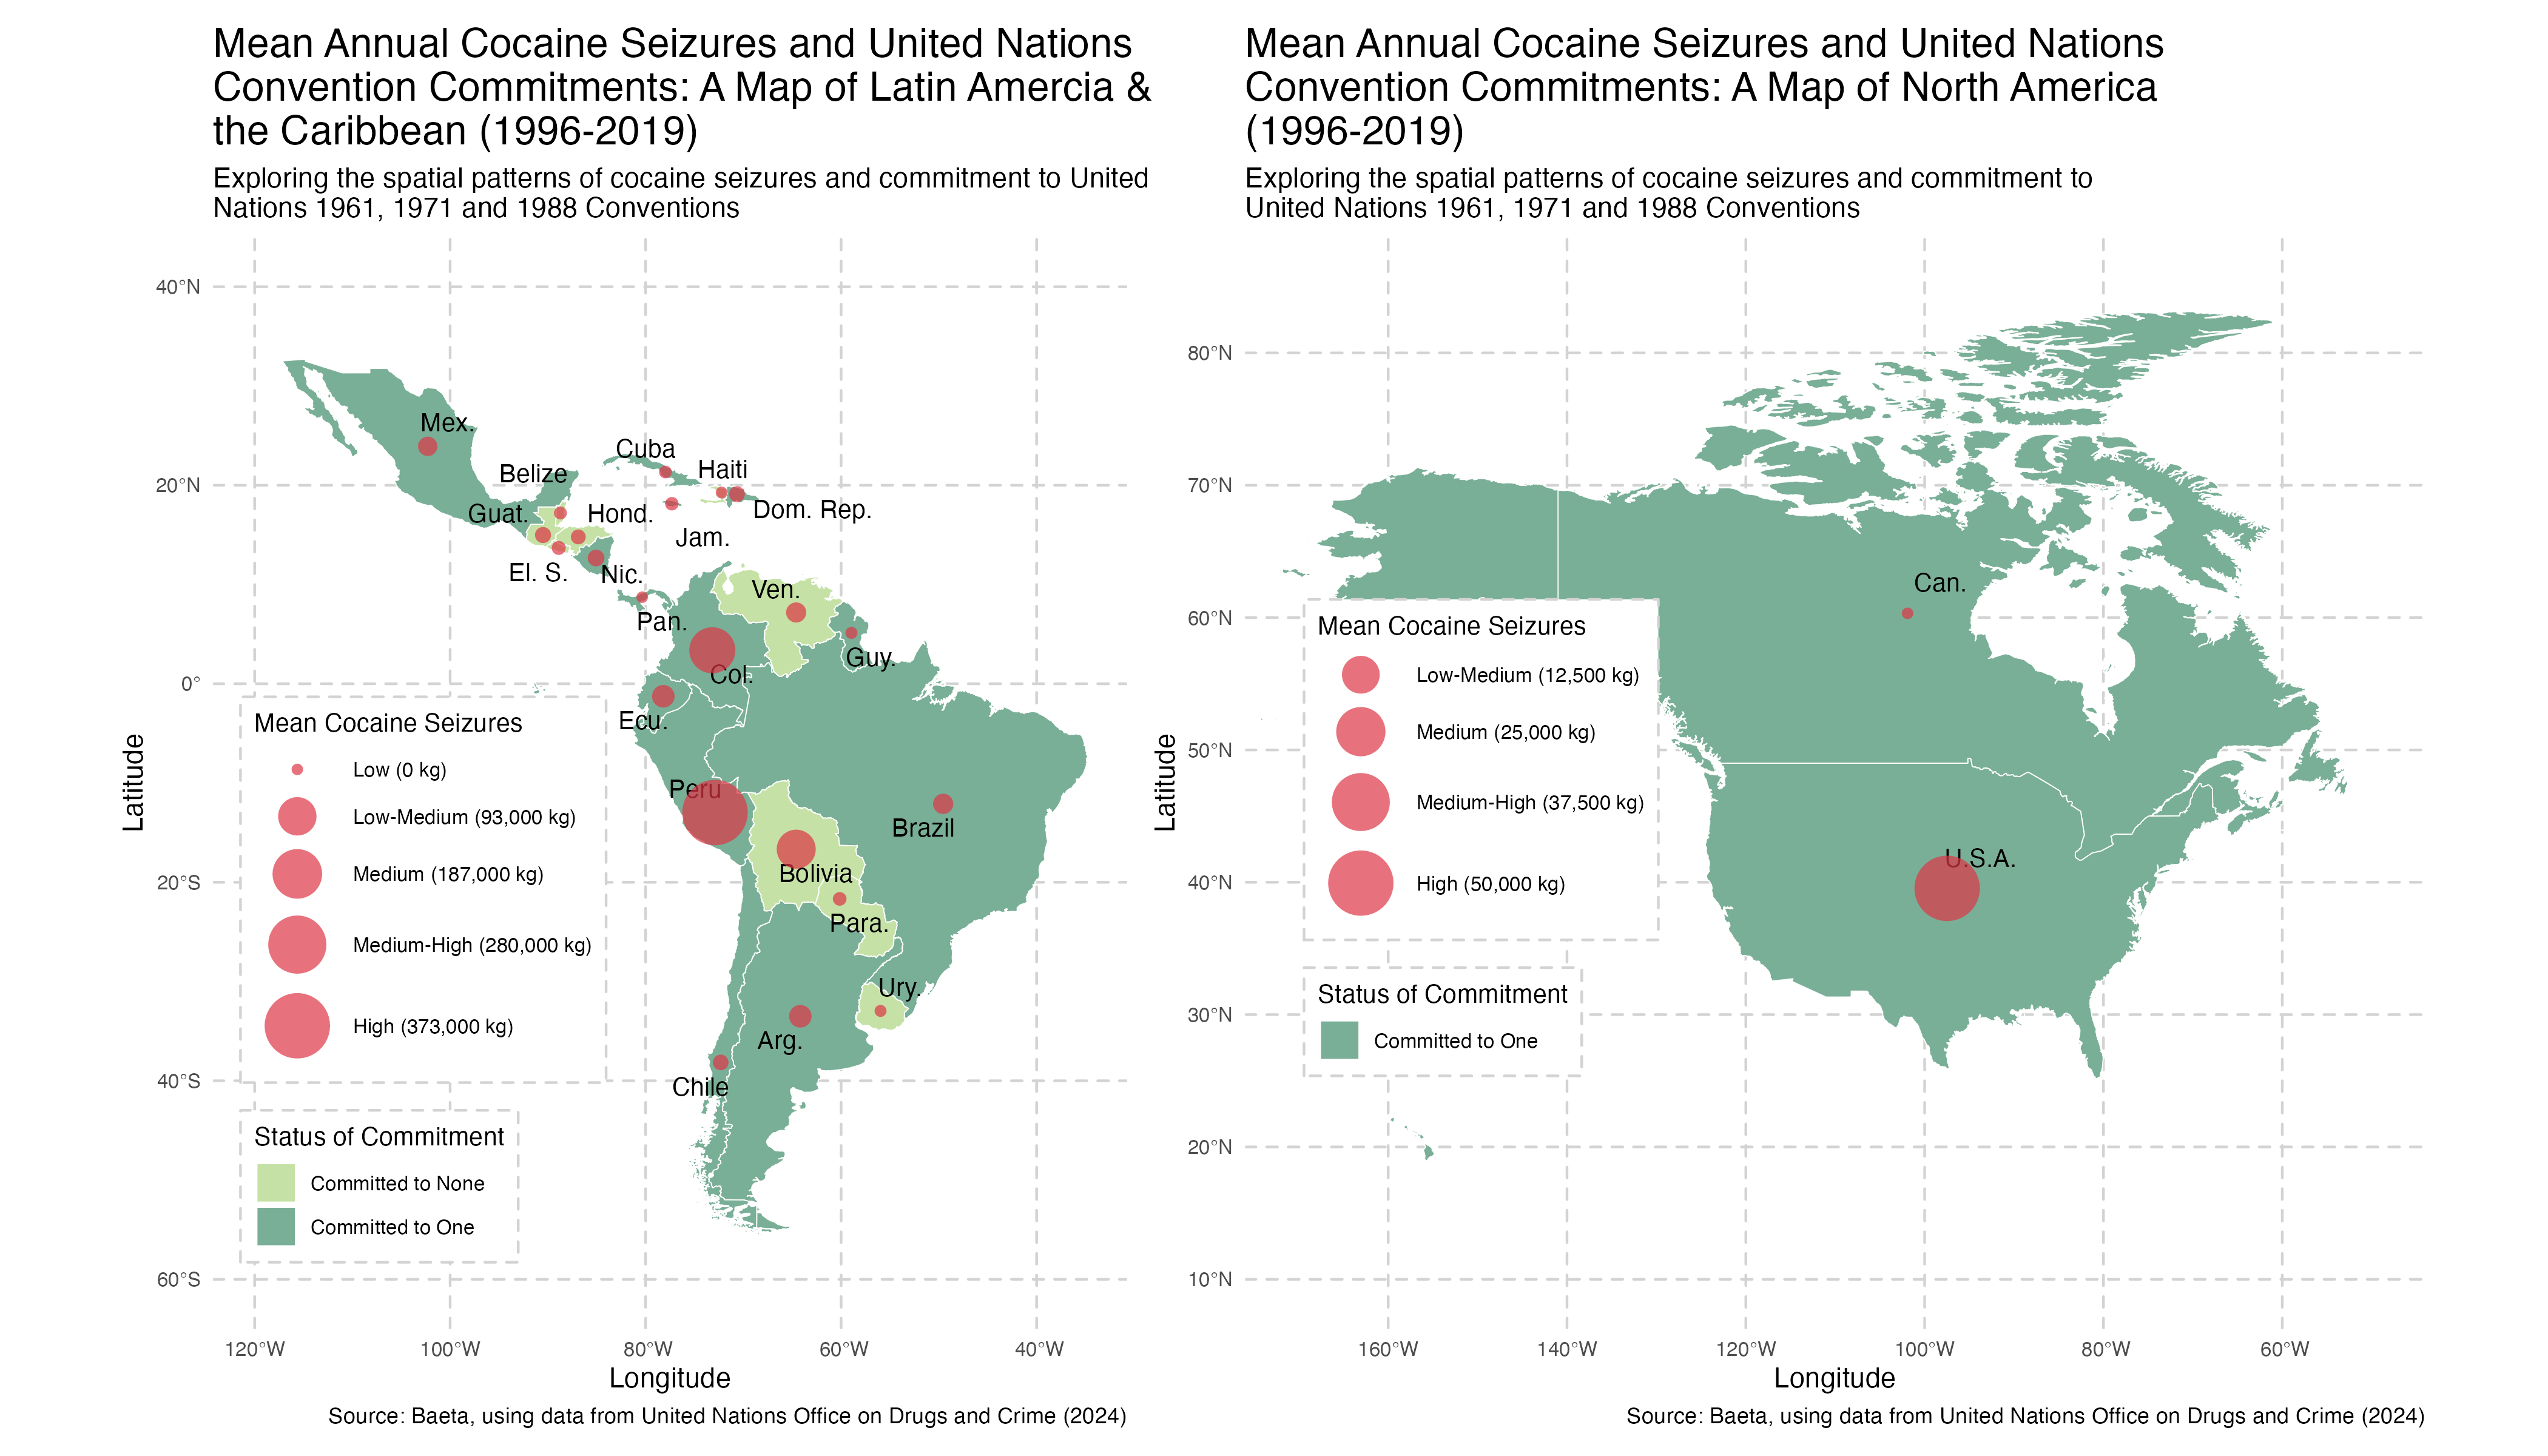 Mean Annual Cocaine Seizures and United Nations
Convention Commitments: A Map of Latin Amercia &
the Caribbean (1996-2019)
Exploring the spatial patterns of cocaine seizures and commitment to United
Nations 1961, 1971 and 1988 Conventions
40°N
20°N
0°
20°S
40°S
60°S
Latitude
Mex.
Cuba
Haiti
Belize
Guat.
Hond.
Dom. Rep.
Jam.
El. S.
Nic.
Ven.
Pan.
Guy.
Col.
Ecu.
Peru
Brazil
Bolivia
Para.
Ury.
Arg.
Chile
Mean Cocaine Seizures
Low (0 kg)
Low-Medium (93,000 kg)
Medium (187,000 kg)
Medium-High (280,000 kg)
High (373,000 kg)
Status of Commitment
Committed to None
Committed to One
120°W
100°W
80°W
60°W
40°W
Longitude
Source: Baeta, using data from United Nations Office on Drugs and Crime (2024)
Mean Annual Cocaine Seizures and United Nations
Convention Commitments: A Map of North America
(1996-2019)
Exploring the spatial patterns of cocaine seizures and commitment to
United Nations 1961, 1971 and 1988 Conventions
80°N
70°N
60°N
50°N
40°N
30°N
20°N
10°N
Latitude
Can.
U.S.A.
Mean Cocaine Seizures
Low-Medium (12,500 kg)
Medium (25,000 kg)
Medium-High (37,500 kg)
High (50,000 kg)
Status of Commitment
Committed to One
160°W
140°W
120°W
100°W
80°W
60°W
Longitude
Source: Baeta, using data from United Nations Office on Drugs and Crime (2024)